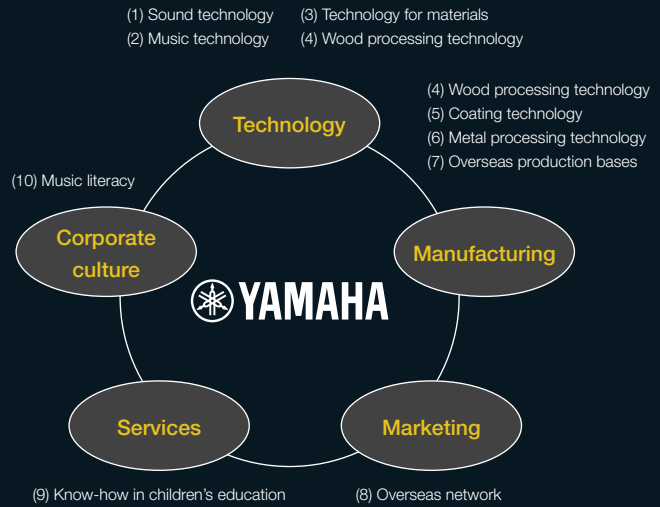 (1) Sound technology (3) Technology for materials
(2) Music technology (4) Wood processing technology
Technology
(4) Wood processing technology
(5) Coating technology
(6) Metal processing technology
(7) Overseas production bases
(10) Music literacy
Corporate
culture
Manufacturing
YAMAHA
Services
Marketing
(9) Know-how in children’s education
(8) Overseas network